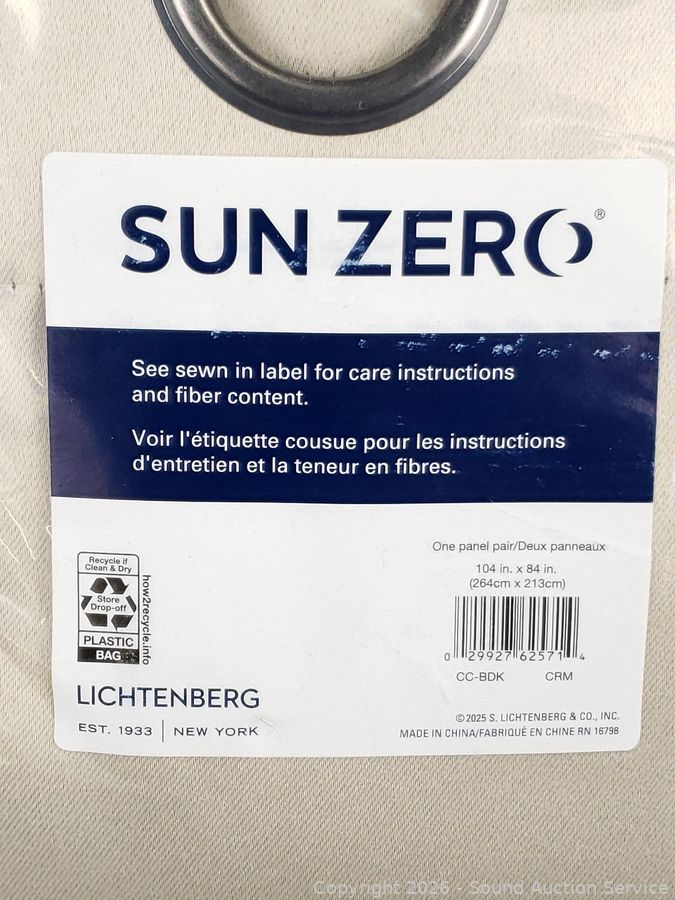 SUN ZERO®
See sewn in label for care instructions
and fiber content.
Voir l'étiquette cousue pour les instructions
d'entretien et la teneur en fibres.
One panel pair/Deux panneaux
104 in. x 84 in.
(264cm x 213cm)
0 29927 62571 4
CC-BDK CRM
Recycle if
Clean & Dry
Store
Drop-off
PLASTIC
BAG
how2recycle.info
LICHTENBERG
EST. 1933 | NEW YORK
©2025 S. LICHTENBERG & CO., INC.
MADE IN CHINA/FABRIQUÉ EN CHINE RN 16798
Copyright 2026 - Sound Auction Service